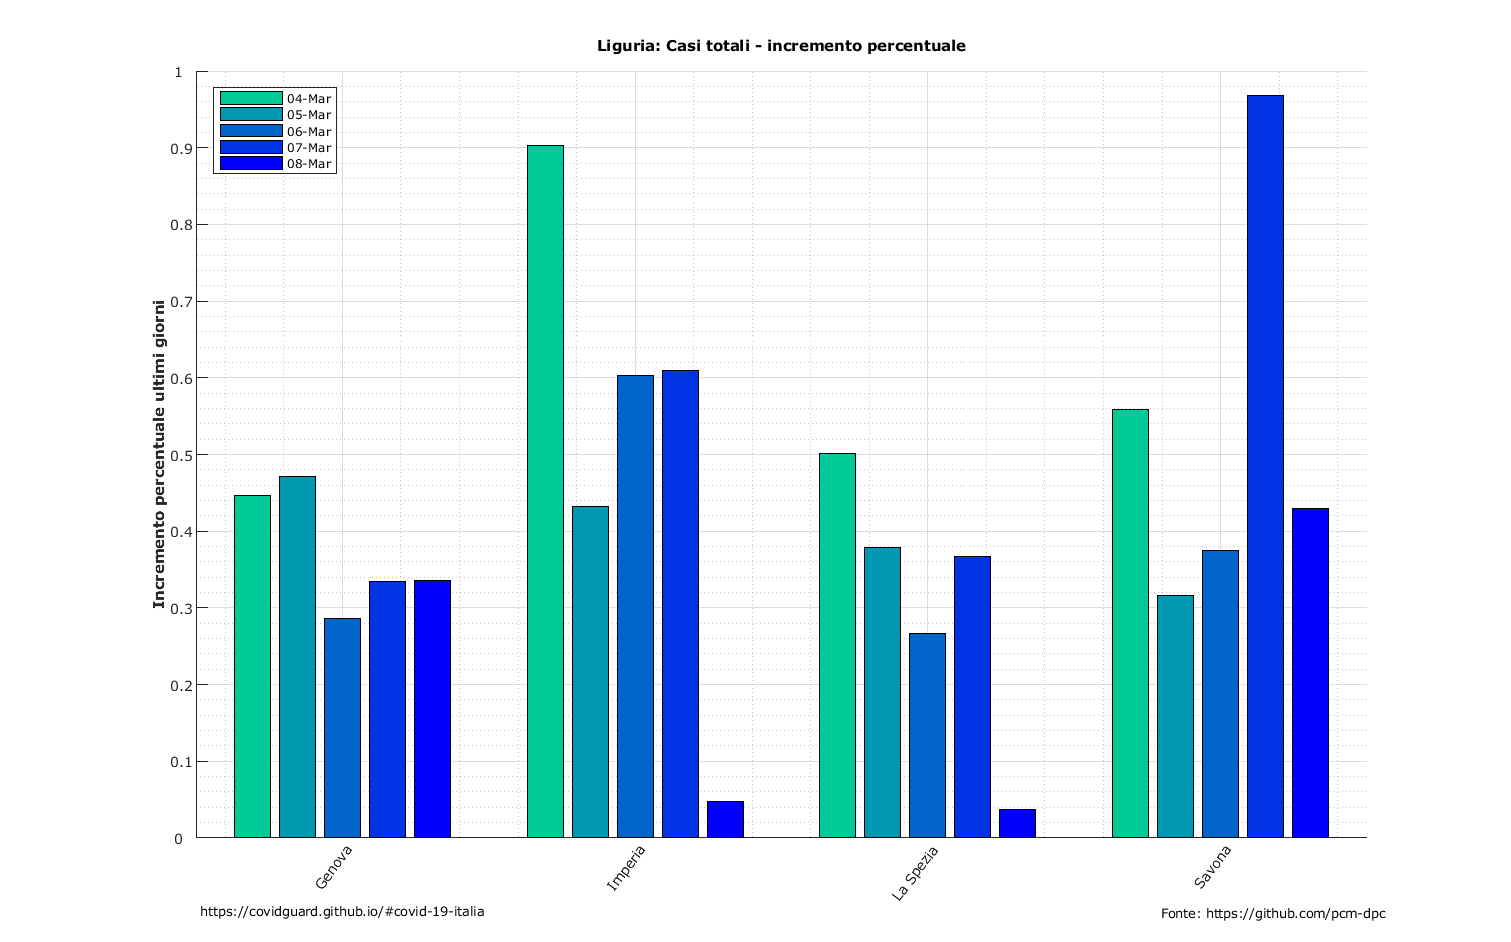 Liguria: Casi totali - incremento percentuale
1
0.9
0.8
0.7
0.6
0.5
0.4
0.3
0.2
0.1
0
Incremento percentuale ultimi giorni
04-Mar
05-Mar
06-Mar
07-Mar
08-Mar
Genova
Imperia
La Spezia
Savona
https://covidguard.github.io/#covid-19-italia
Fonte: https://github.com/pcm-dpc